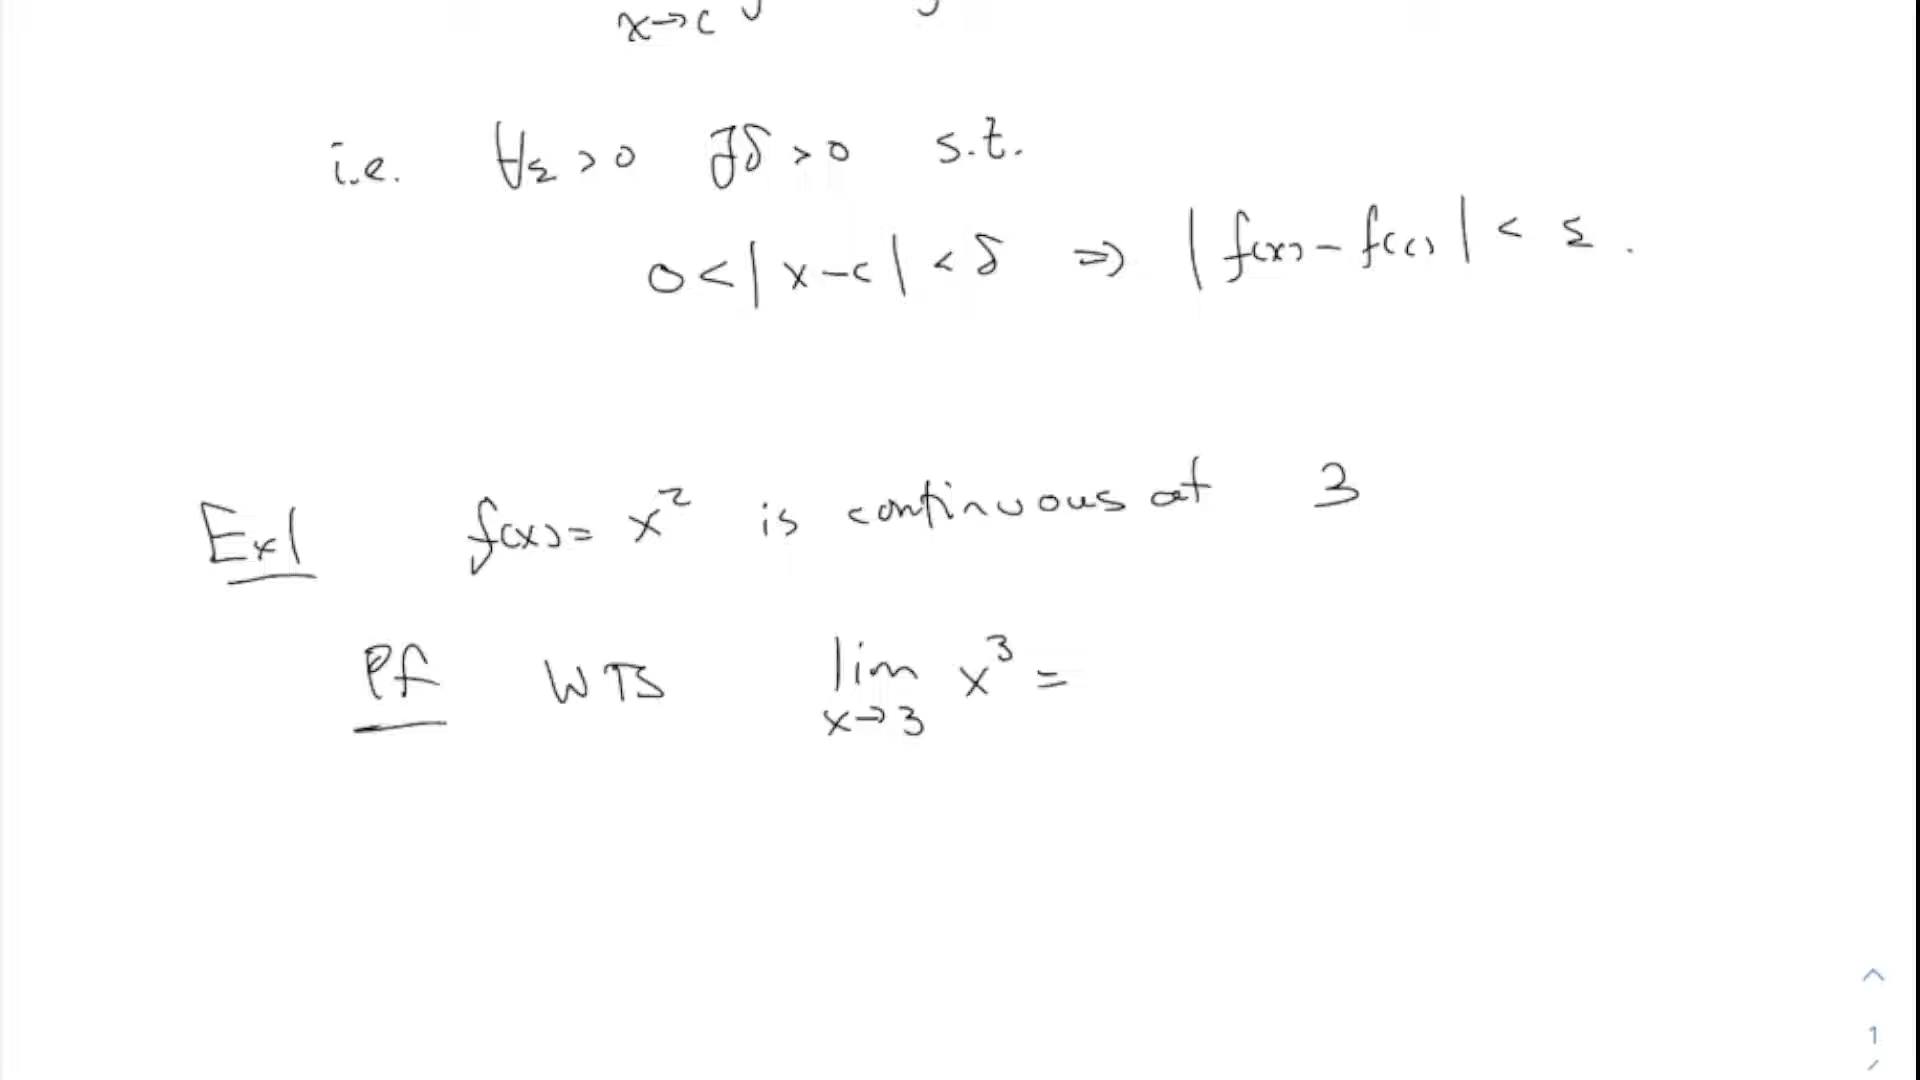 x→c
i.e. ∀ε>0 ∃δ>0 s.t.
0<|x-c|<δ ⇒ |f(x)-f(c)|<ε.
Ex1 f(x)= x² is continuous at 3
Pf WTS lim x³ =
x→3
1